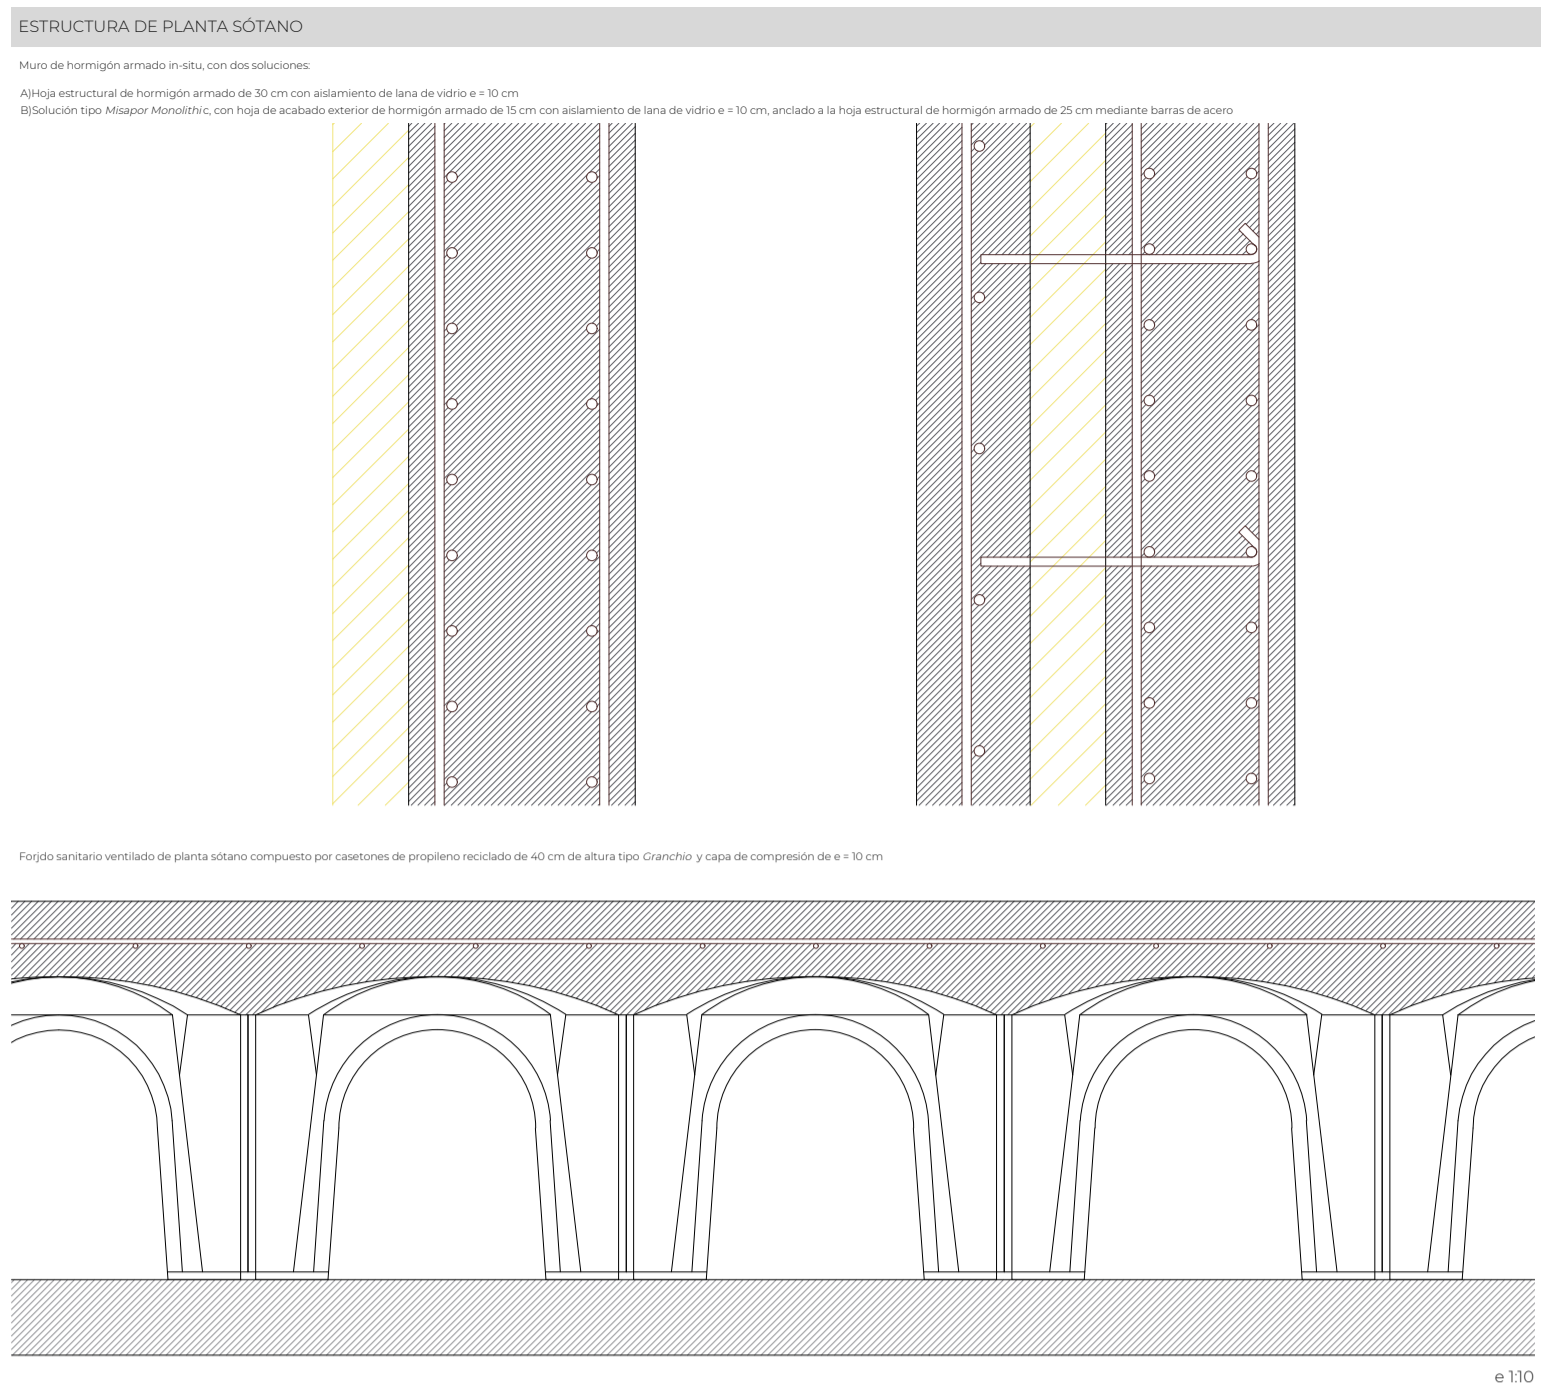 ESTRUCTURA DE PLANTA SÓTANO
Muro de hormigón armado in-situ, con dos soluciones:
A)Hoja estructural de hormigón armado de 30 cm con aislamiento de lana de vidrio e = 10 cm
B)Solución tipo Misapor Monolithic, con hoja de acabado exterior de hormigón armado de 15 cm con aislamiento de lana de vidrio e = 10 cm, anclado a la hoja estructural de hormigón armado de 25 cm mediante barras de acero
Forjdo sanitario ventilado de planta sótano compuesto por casetones de propileno reciclado de 40 cm de altura tipo Granchio y capa de compresión de e = 10 cm
e 1:10